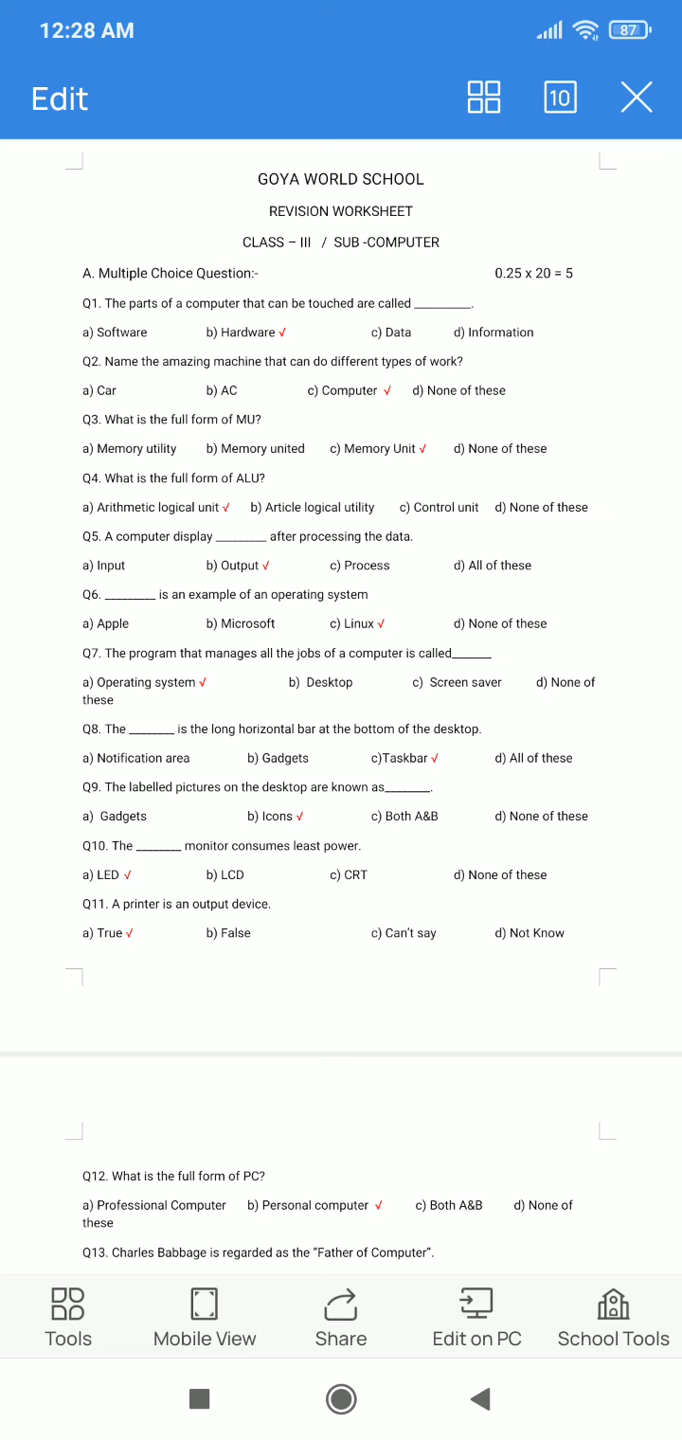 12:28 AM
87
Edit
10
GOYA WORLD SCHOOL
REVISION WORKSHEET
CLASS – III / SUB -COMPUTER
A. Multiple Choice Question:- 0.25 x 20 = 5
Q1. The parts of a computer that can be touched are called _________.
a) Software b) Hardware √ c) Data d) Information
Q2. Name the amazing machine that can do different types of work?
a) Car b) AC c) Computer √ d) None of these
Q3. What is the full form of MU?
a) Memory utility b) Memory united c) Memory Unit √ d) None of these
Q4. What is the full form of ALU?
a) Arithmetic logical unit √ b) Article logical utility c) Control unit d) None of these
Q5. A computer display ________ after processing the data.
a) Input b) Output √ c) Process d) All of these
Q6. ________ is an example of an operating system
a) Apple b) Microsoft c) Linux √ d) None of these
Q7. The program that manages all the jobs of a computer is called______
a) Operating system √ b) Desktop c) Screen saver d) None of
these
Q8. The _______ is the long horizontal bar at the bottom of the desktop.
a) Notification area b) Gadgets c)Taskbar √ d) All of these
Q9. The labelled pictures on the desktop are known as_______.
a) Gadgets b) Icons √ c) Both A&B d) None of these
Q10. The _______ monitor consumes least power.
a) LED √ b) LCD c) CRT d) None of these
Q11. A printer is an output device.
a) True √ b) False c) Can't say d) Not Know
Q12. What is the full form of PC?
a) Professional Computer b) Personal computer √ c) Both A&B d) None of
these
Q13. Charles Babbage is regarded as the "Father of Computer".
Tools Mobile View Share Edit on PC School Tools